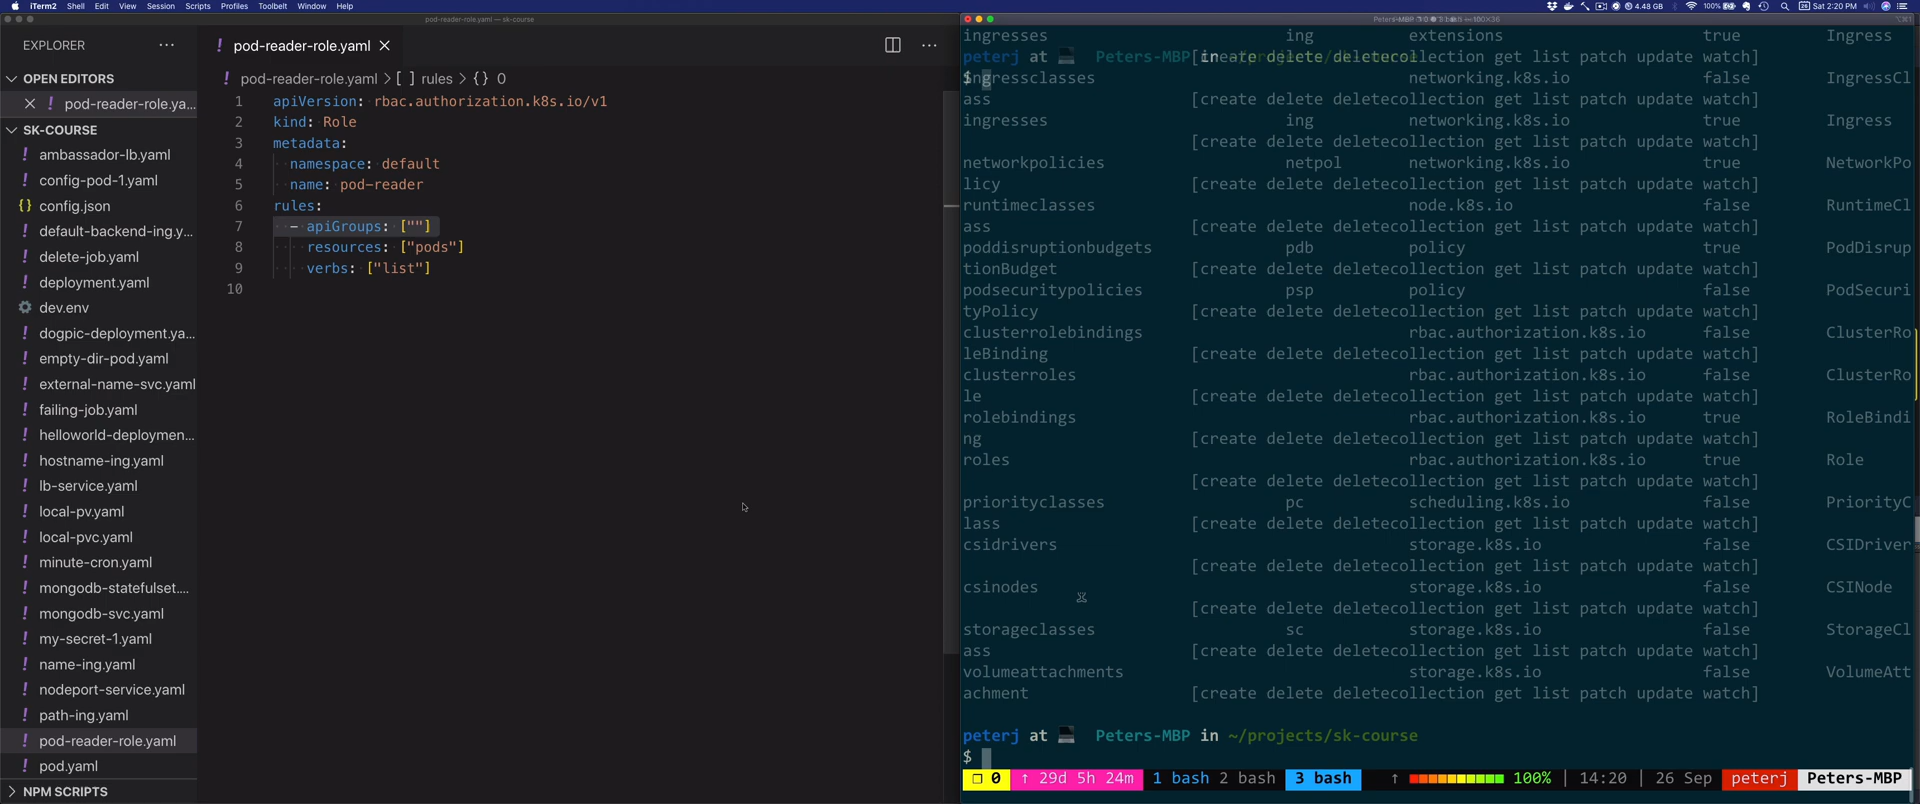 iTerm2 Shell Edit View Session Scripts Profiles Toolbelt Window Help
4.48 GB 100% Sat 2:20 PM
pod-reader-role.yaml — sk-course
EXPLORER
OPEN EDITORS
pod-reader-role.ya...
SK-COURSE
ambassador-lb.yaml
config-pod-1.yaml
config.json
default-backend-ing.y...
delete-job.yaml
deployment.yaml
dev.env
dogpic-deployment.ya...
empty-dir-pod.yaml
external-name-svc.yaml
failing-job.yaml
helloworld-deploymen...
hostname-ing.yaml
lb-service.yaml
local-pv.yaml
local-pvc.yaml
minute-cron.yaml
mongodb-statefulset....
mongodb-svc.yaml
my-secret-1.yaml
name-ing.yaml
nodeport-service.yaml
path-ing.yaml
pod-reader-role.yaml
pod.yaml
NPM SCRIPTS
pod-reader-role.yaml
pod-reader-role.yaml > [ ] rules > {} 0
1 apiVersion: rbac.authorization.k8s.io/v1
2 kind: Role
3 metadata:
4 namespace: default
5 name: pod-reader
6 rules:
7 - apiGroups: [""]
8 resources: ["pods"]
9 verbs: ["list"]
10
ingresses ing extensions true Ingress
peterj at Peters-MBP
$
ingressclasses networking.k8s.io false IngressCl
ass [create delete deletecollection get list patch update watch]
ingresses ing networking.k8s.io true Ingress
[create delete deletecollection get list patch update watch]
networkpolicies netpol networking.k8s.io true NetworkPo
licy [create delete deletecollection get list patch update watch]
runtimeclasses node.k8s.io false RuntimeCl
ass [create delete deletecollection get list patch update watch]
poddisruptionbudgets pdb policy true PodDisrup
tionBudget [create delete deletecollection get list patch update watch]
podsecuritypolicies psp policy false PodSecuri
tyPolicy [create delete deletecollection get list patch update watch]
clusterrolebindings rbac.authorization.k8s.io false ClusterRo
leBinding [create delete deletecollection get list patch update watch]
clusterroles rbac.authorization.k8s.io false ClusterRo
le [create delete deletecollection get list patch update watch]
rolebindings rbac.authorization.k8s.io true RoleBindi
ng [create delete deletecollection get list patch update watch]
roles rbac.authorization.k8s.io true Role
[create delete deletecollection get list patch update watch]
priorityclasses pc scheduling.k8s.io false PriorityC
lass [create delete deletecollection get list patch update watch]
csidrivers storage.k8s.io false CSIDriver
[create delete deletecollection get list patch update watch]
csinodes storage.k8s.io false CSINode
[create delete deletecollection get list patch update watch]
storageclasses sc storage.k8s.io false StorageCl
ass [create delete deletecollection get list patch update watch]
volumeattachments storage.k8s.io false VolumeAtt
achment [create delete deletecollection get list patch update watch]
peterj at Peters-MBP in ~/projects/sk-course
$
❐ 0 ↑ 29d 5h 24m 1 bash 2 bash 3 bash ↑ 100% | 14:20 | 26 Sep peterj Peters-MBP